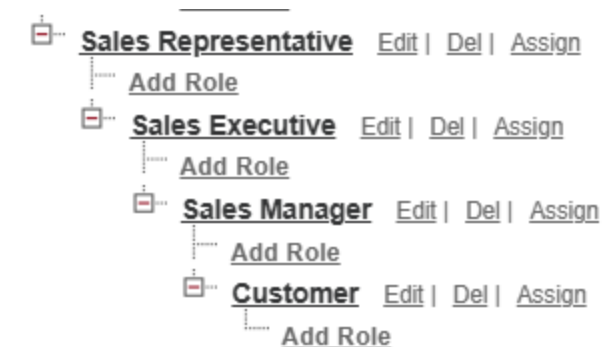 Sales Representative Edit | Del | Assign
Add Role
Sales Executive Edit | Del | Assign
Add Role
Sales Manager Edit | Del | Assign
Add Role
Customer Edit | Del | Assign
Add Role